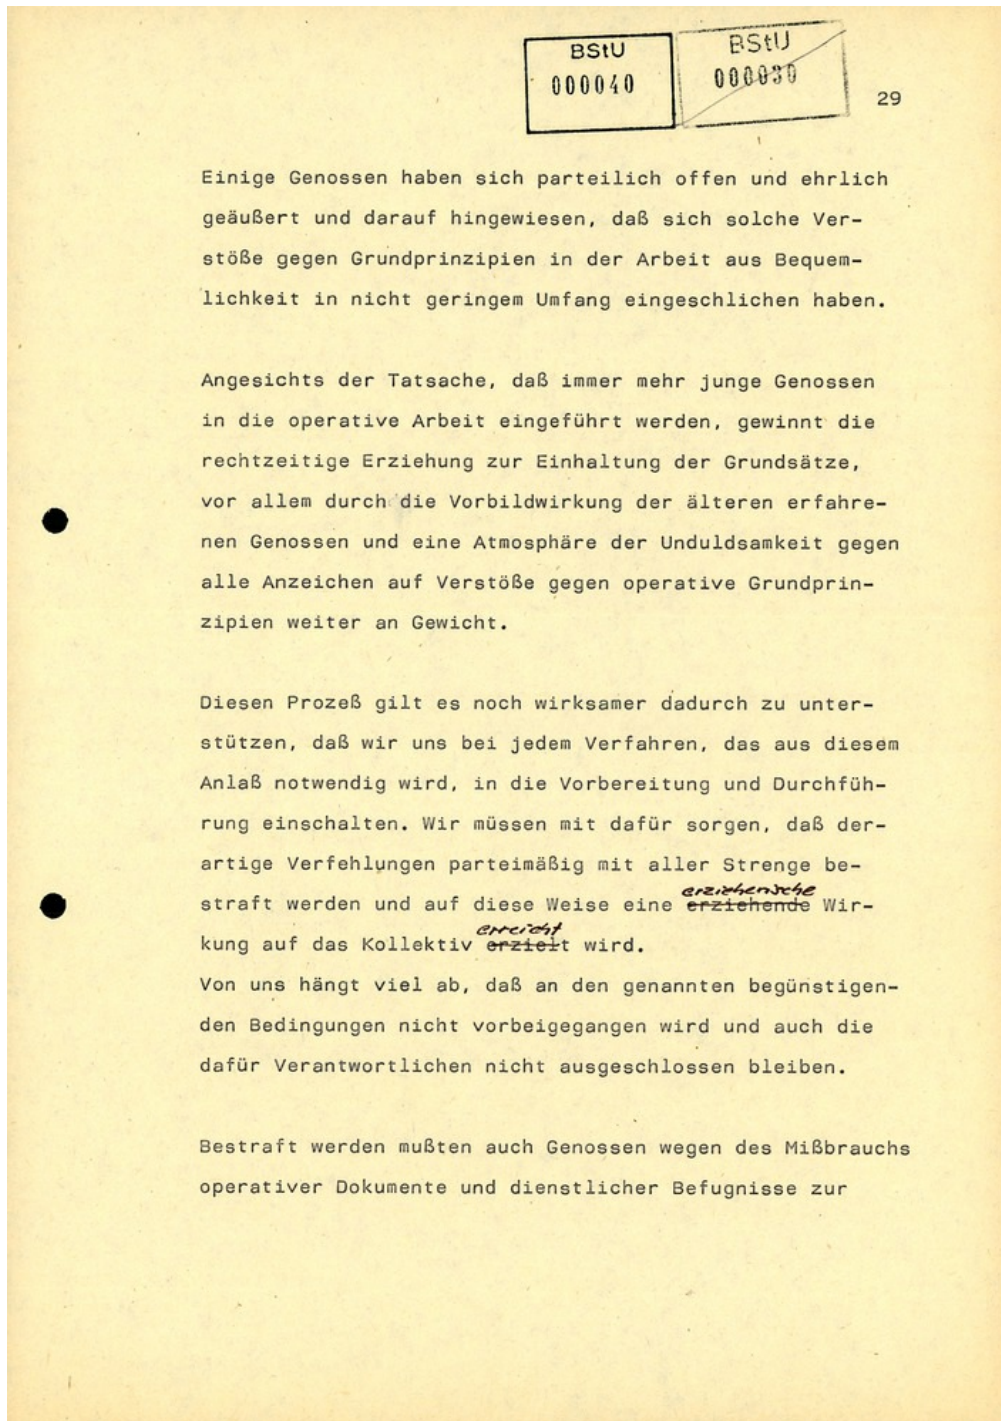 BStU
000040
BStU
000030
29
Einige Genossen haben sich parteilich offen und ehrlich
geäußert und darauf hingewiesen, daß sich solche Ver-
stöße gegen Grundprinzipien in der Arbeit aus Bequem-
lichkeit in nicht geringem Umfang eingeschlichen haben.
Angesichts der Tatsache, daß immer mehr junge Genossen
in die operative Arbeit eingeführt werden, gewinnt die
rechtzeitige Erziehung zur Einhaltung der Grundsätze,
vor allem durch die Vorbildwirkung der älteren erfahre-
nen Genossen und eine Atmosphäre der Unduldsamkeit gegen
alle Anzeichen auf Verstöße gegen operative Grundprin-
zipien weiter an Gewicht.
Diesen Prozeß gilt es noch wirksamer dadurch zu unter-
stützen, daß wir uns bei jedem Verfahren, das aus diesem
Anlaß notwendig wird, in die Vorbereitung und Durchfüh-
rung einschalten. Wir müssen mit dafür sorgen, daß der-
artige Verfehlungen parteimäßig mit aller Strenge be-
erzieherische
straft werden und auf diese Weise eine erziehende Wir-
erreicht
kung auf das Kollektiv erzielt wird.
Von uns hängt viel ab, daß an den genannten begünstigen-
den Bedingungen nicht vorbeigegangen wird und auch die
dafür Verantwortlichen nicht ausgeschlossen bleiben.
Bestraft werden mußten auch Genossen wegen des Mißbrauchs
operativer Dokumente und dienstlicher Befugnisse zur